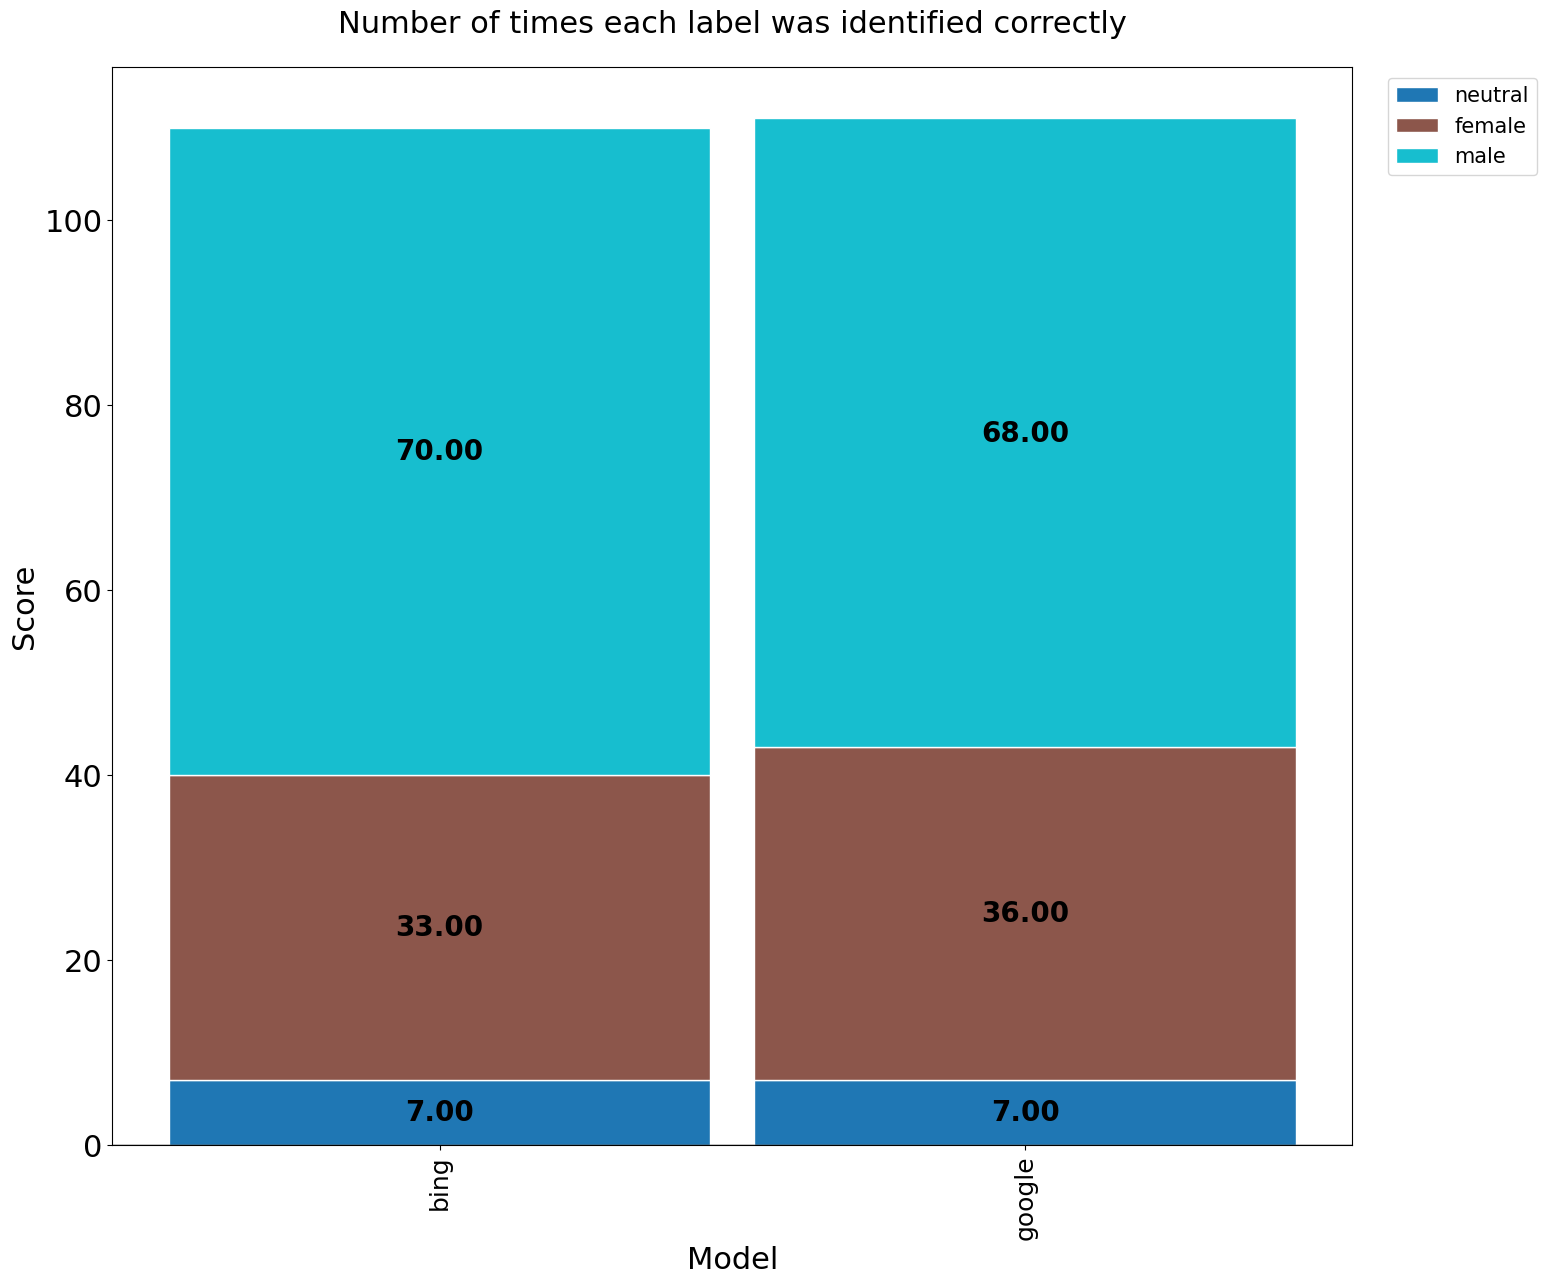 Number of times each label was identified correctly
neutral
female
male
Score
100
80
60
40
20
0
70.00
68.00
33.00
36.00
7.00
7.00
bing
google
Model